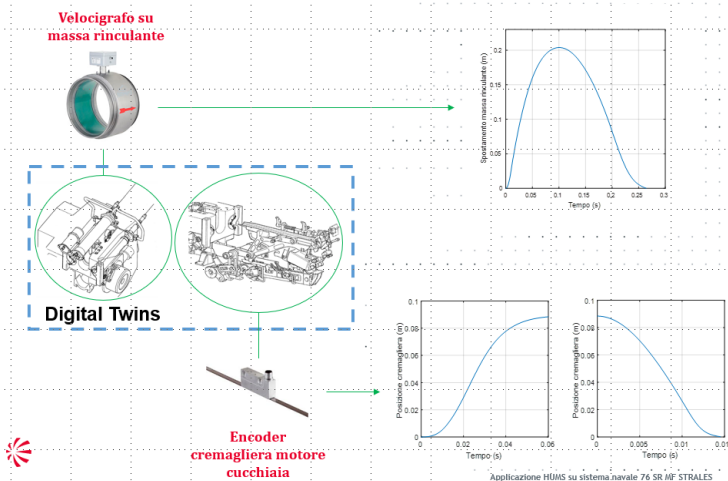 Velocigrafo su
massa rinculante
Spostamento massa rinculante (m)
0.2
0.15
0.1
0.05
0
0
0.05
0.1
0.15
0.2
0.25
0.3
Tempo (s)
Digital Twins
Posizione cremagliera (m)
0.1
0.08
0.06
0.04
0.02
0
0
0.02
0.04
0.06
Tempo (s)
Posizione cremagliera (m)
0.1
0.08
0.06
0.04
0.02
0
0
0.005
0.01
0.015
Tempo (s)
Encoder
cremagliera motore
cucchiaia
Applicazione HUMS su sistema navale 76 SR MF STRALES